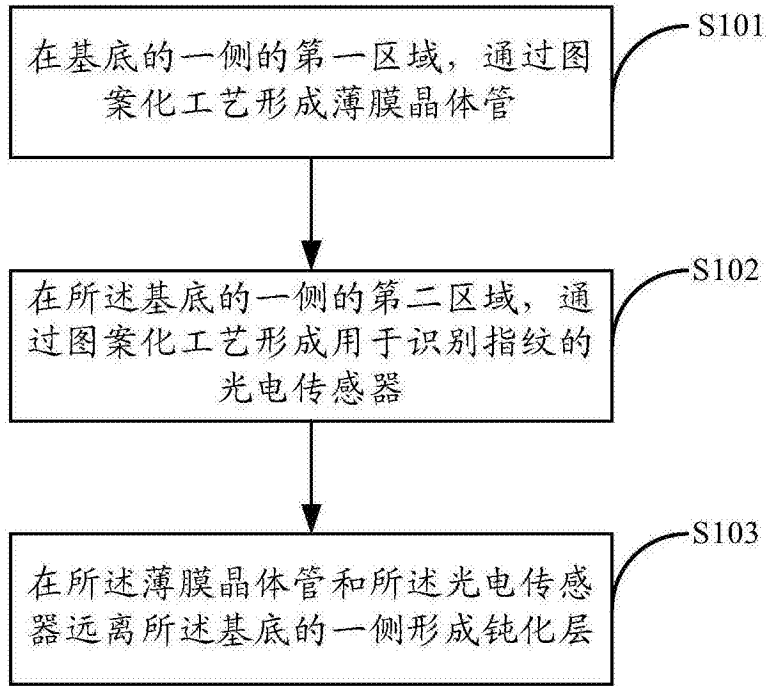 S101
在基底的一侧的第一区域，通过图
案化工艺形成薄膜晶体管
S102
在所述基底的一侧的第二区域，通
过图案化工艺形成用于识别指纹的
光电传感器
S103
在所述薄膜晶体管和所述光电传感
器远离所述基底的一侧形成钝化层